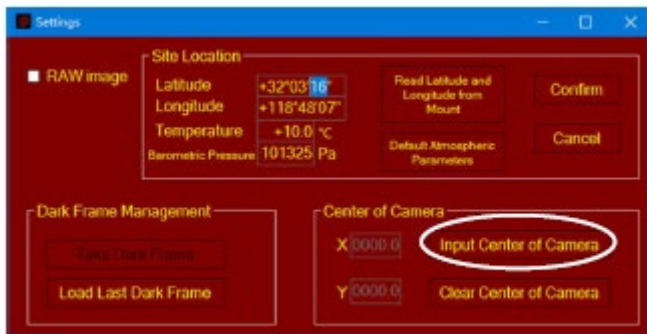 Settings
Site Location
RAW image
Latitude +32°03'16"
Longitude +118°48'07"
Temperature +10.0 °C
Barometric Pressure 101325 Pa
Read Latitude and
Longitude from
Mount
Default Atmospheric
Parameters
Confirm
Cancel
Dark Frame Management
Take Dark Frame
Load Last Dark Frame
Center of Camera
X 0000.0
Input Center of Camera
Y 0000.0
Clear Center of Camera